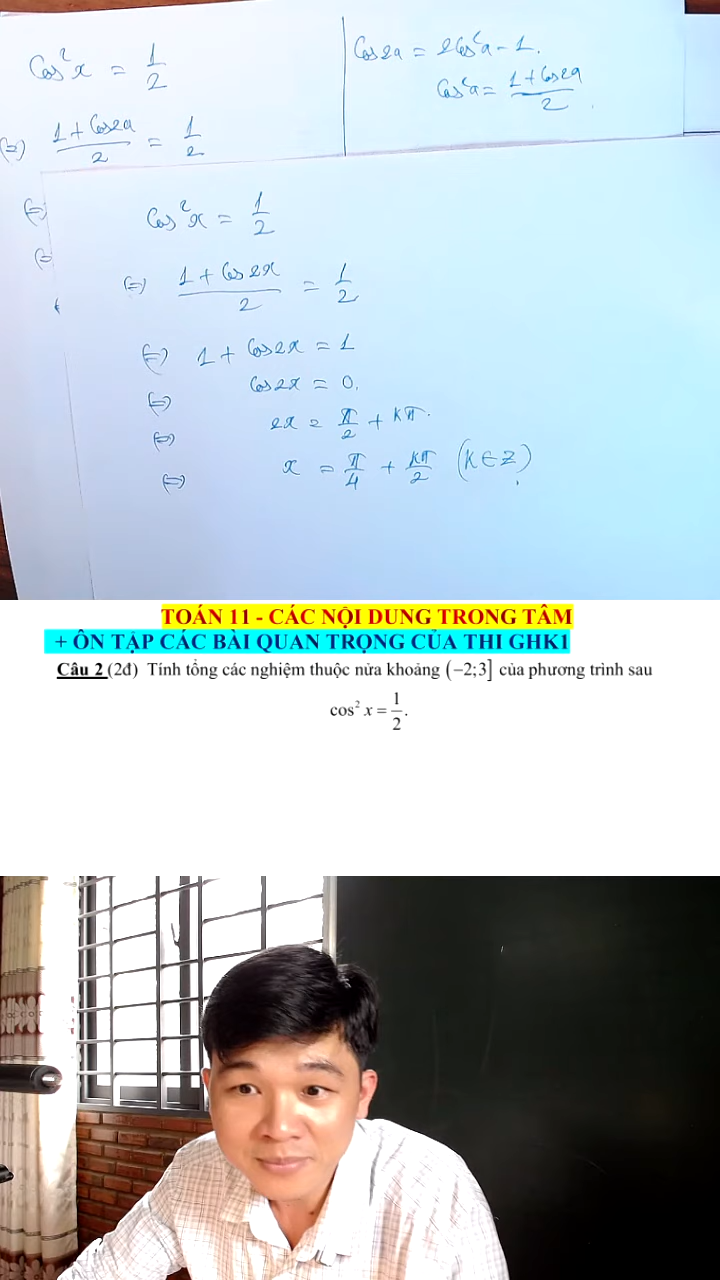 Cos²x = 1/2
Cos2a = 2Cos²a - 1.
Cos²a = (1 + Cos2a)/2.
(=) (1 + Cos2a)/2 = 1/2
(=)
(=
Cos²x = 1/2
(=) (1 + Cos2x)/2 = 1/2
(=) 1 + Cos2x = 1
(=) Cos2x = 0.
(=) 2x = π/2 + kπ.
(=) x = π/4 + kπ/2 (k∈Z).
TOÁN 11 - CÁC NỘI DUNG TRONG TÂM
+ ÔN TẬP CÁC BÀI QUAN TRỌNG CỦA THI GHK1
Câu 2 (2đ) Tính tổng các nghiệm thuộc nửa khoảng (−2;3] của phương trình sau
cos² x = 1/2.